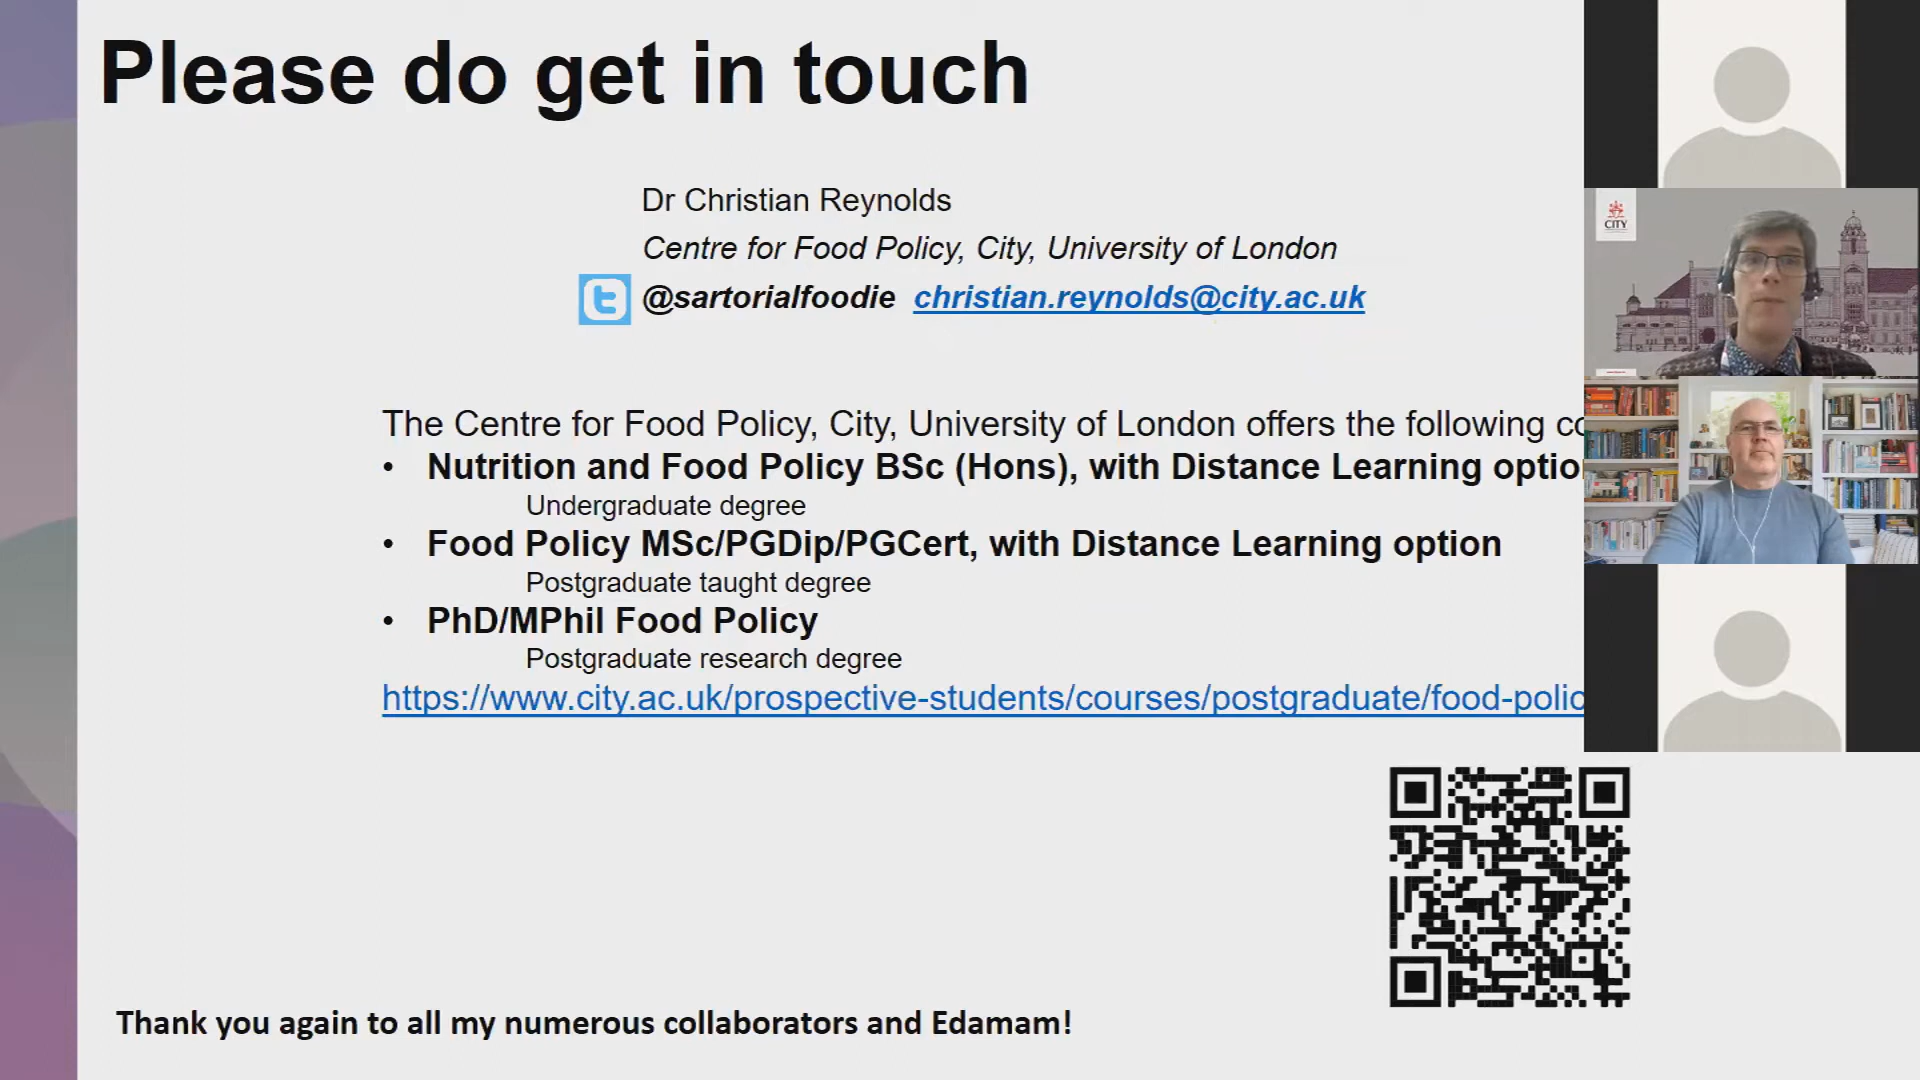 Please do get in touch
Dr Christian Reynolds
Centre for Food Policy, City, University of London
@sartorialfoodie christian.reynolds@city.ac.uk
The Centre for Food Policy, City, University of London offers the following
• Nutrition and Food Policy BSc (Hons), with Distance Learning
Undergraduate degree
• Food Policy MSc/PGDip/PGCert, with Distance Learning option
Postgraduate taught degree
• PhD/MPhil Food Policy
Postgraduate research degree
https://www.city.ac.uk/prospective-students/courses/postgraduate/food-polic
Thank you again to all my numerous collaborators and Edamam!
CITY